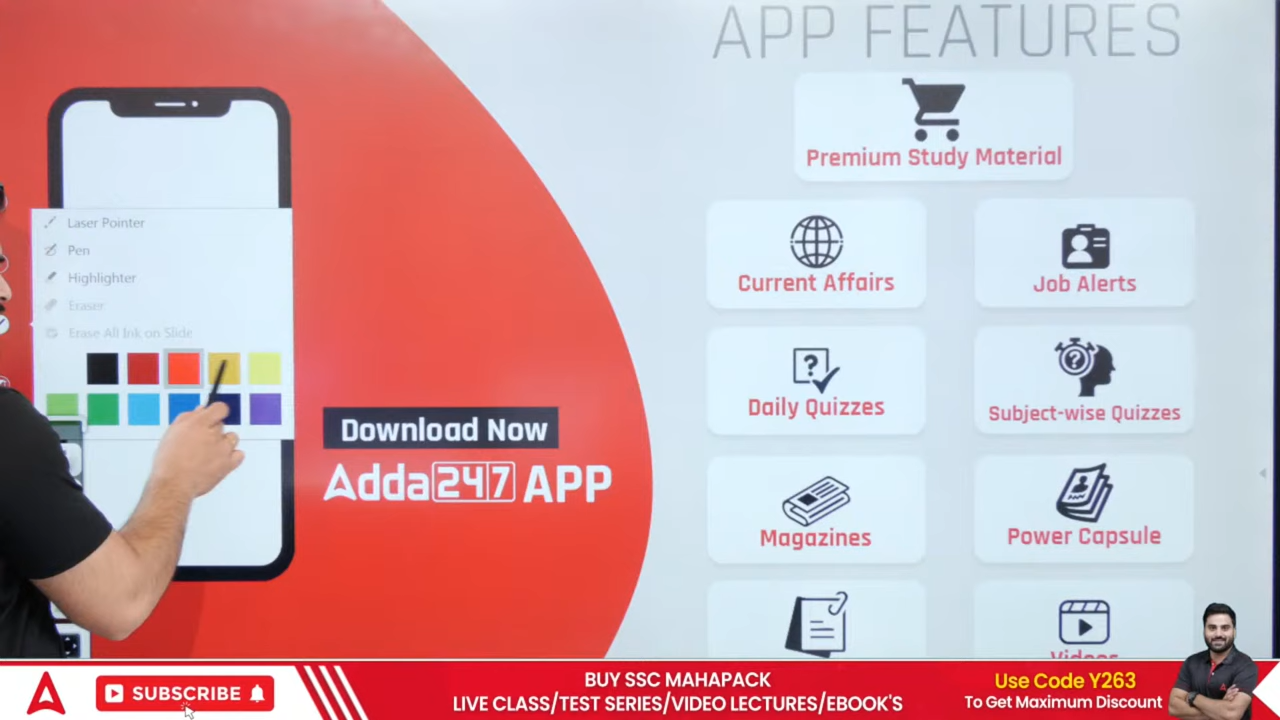 APP FEATURES
Premium Study Material
Laser Pointer
Pen
Highlighter
Eraser
Erase All Ink on Slide
Current Affairs
Job Alerts
Daily Quizzes
Subject-wise Quizzes
Download Now
Adda247 APP
Magazines
Power Capsule
Videos
SUBSCRIBE
BUY SSC MAHAPACK
LIVE CLASS/TEST SERIES/VIDEO LECTURES/EBOOK'S
Use Code Y263
To Get Maximum Discount